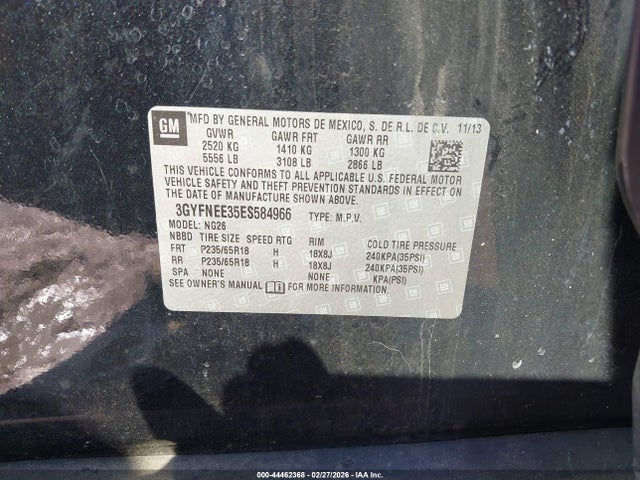 GM
MFD BY GENERAL MOTORS DE MEXICO, S. DE R.L. DE C.V. 11/13
GVWR GAWR FRT GAWR RR
2520 KG 1410 KG 1300 KG
5556 LB 3108 LB 2866 LB
THIS VEHICLE CONFORMS TO ALL APPLICABLE U.S. FEDERAL MOTOR
VEHICLE SAFETY AND THEFT PREVENTION STANDARDS IN EFFECT ON
THE DATE OF MANUFACTURE SHOWN ABOVE.
3GYFNEE35ES584966 TYPE: M.P.V.
MODEL: NG26
NBBD TIRE SIZE SPEED RTG RIM COLD TIRE PRESSURE
FRT P235/65R18 H 18X8J 240KPA(35PSI)
RR P235/65R18 H 18X8J 240KPA(35PSI)
SPA NONE NONE KPA(PSI)
SEE OWNER'S MANUAL FOR MORE INFORMATION.
000-44462368 - 02/27/2026 - IAA Inc.